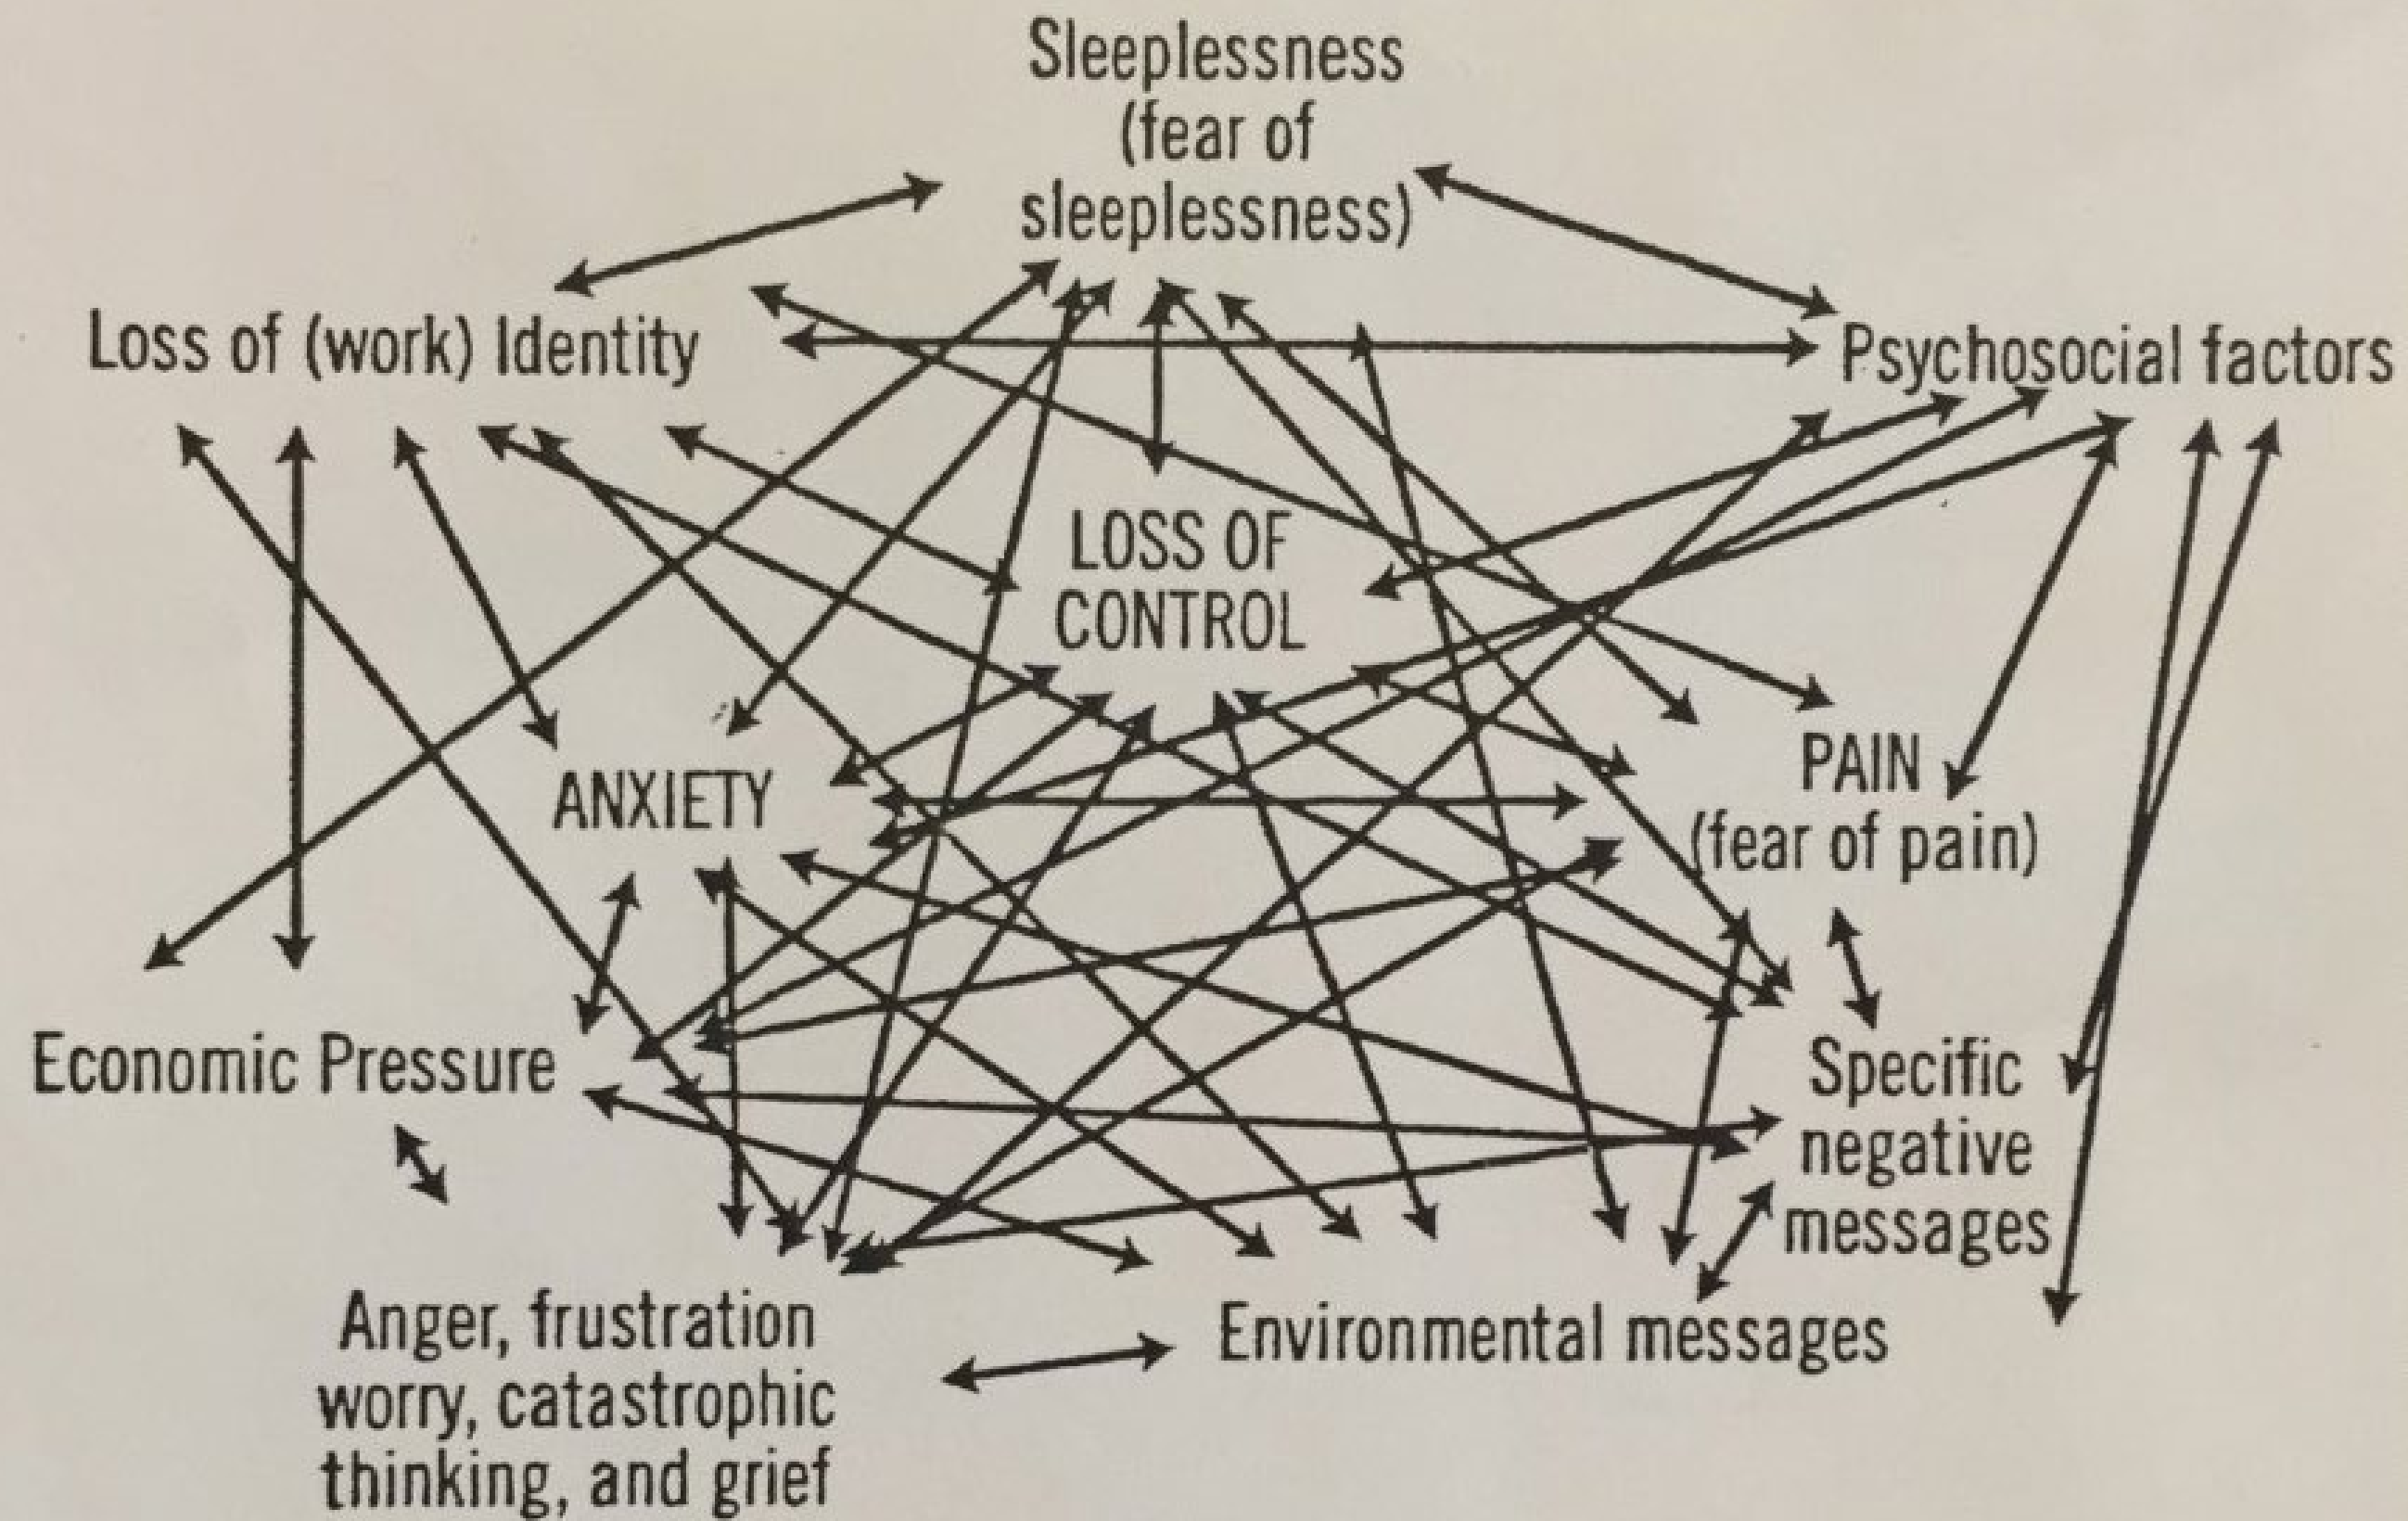 Sleeplessness
(fear of
sleeplessness)
Loss of (work) Identity
Psychosocial factors
LOSS OF
CONTROL
ANXIETY
PAIN
(fear of pain)
Economic Pressure
Specific
negative
messages
Anger, frustration
worry, catastrophic
thinking, and grief
Environmental messages